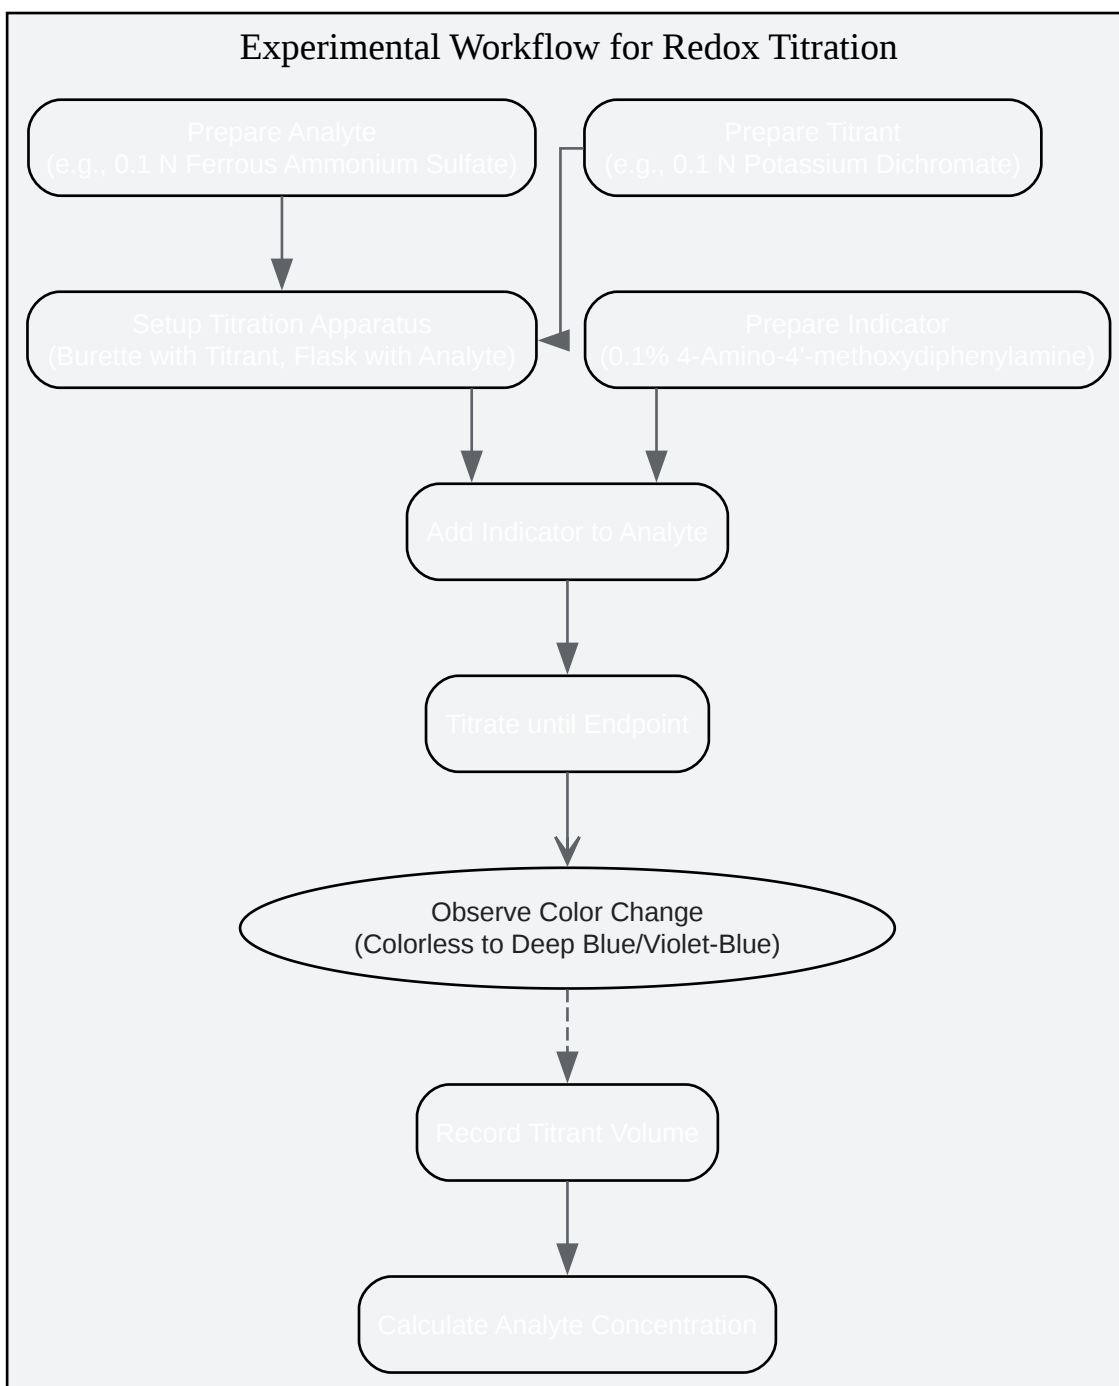 Experimental Workflow for Redox Titration
Prepare Analyte
(e.g., 0.1 N Ferrous Ammonium Sulfate)
Prepare Titrant
(e.g., 0.1 N Potassium Dichromate)
Setup Titration Apparatus
(Burette with Titrant, Flask with Analyte)
Prepare Indicator
(0.1% 4-Amino-4'-methoxydiphenylamine)
Add Indicator to Analyte
Titrate until Endpoint
Observe Color Change
(Colorless to Deep Blue/Violet-Blue)
Record Titrant Volume
Calculate Analyte Concentration